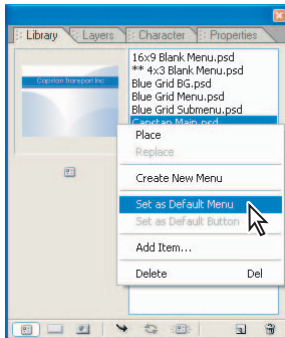 Library Layers Character Properties
Capstan Transport Inc
16x9 Blank Menu.psd
** 4x3 Blank Menu.psd
Blue Grid BG.psd
Blue Grid Menu.psd
Blue Grid Submenu.psd
Capstan Main.psd
Place
Replace
Create New Menu
Set as Default Menu
Set as Default Button
Add Item...
Delete Del